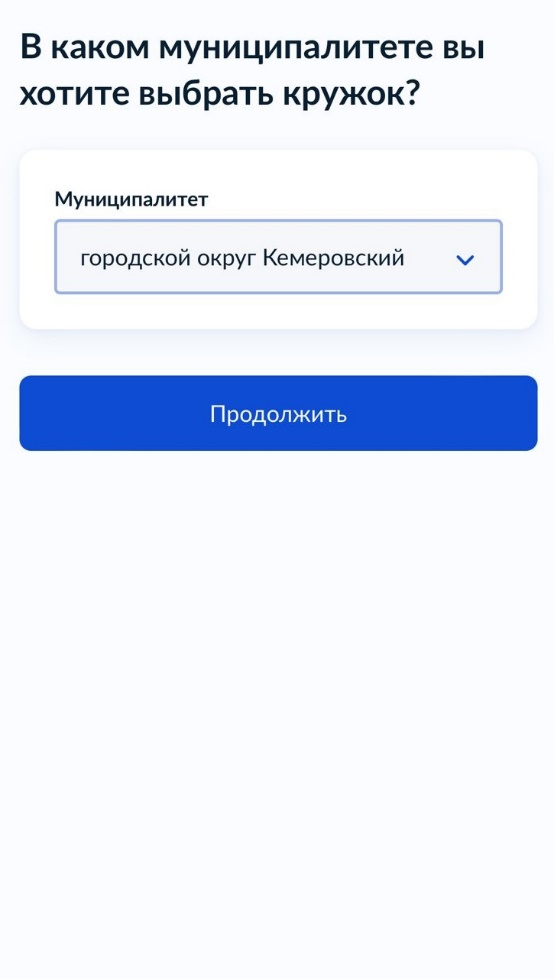 В каком муниципалитете вы
хотите выбрать кружок?
Муниципалитет
городской округ Кемеровский
Продолжить